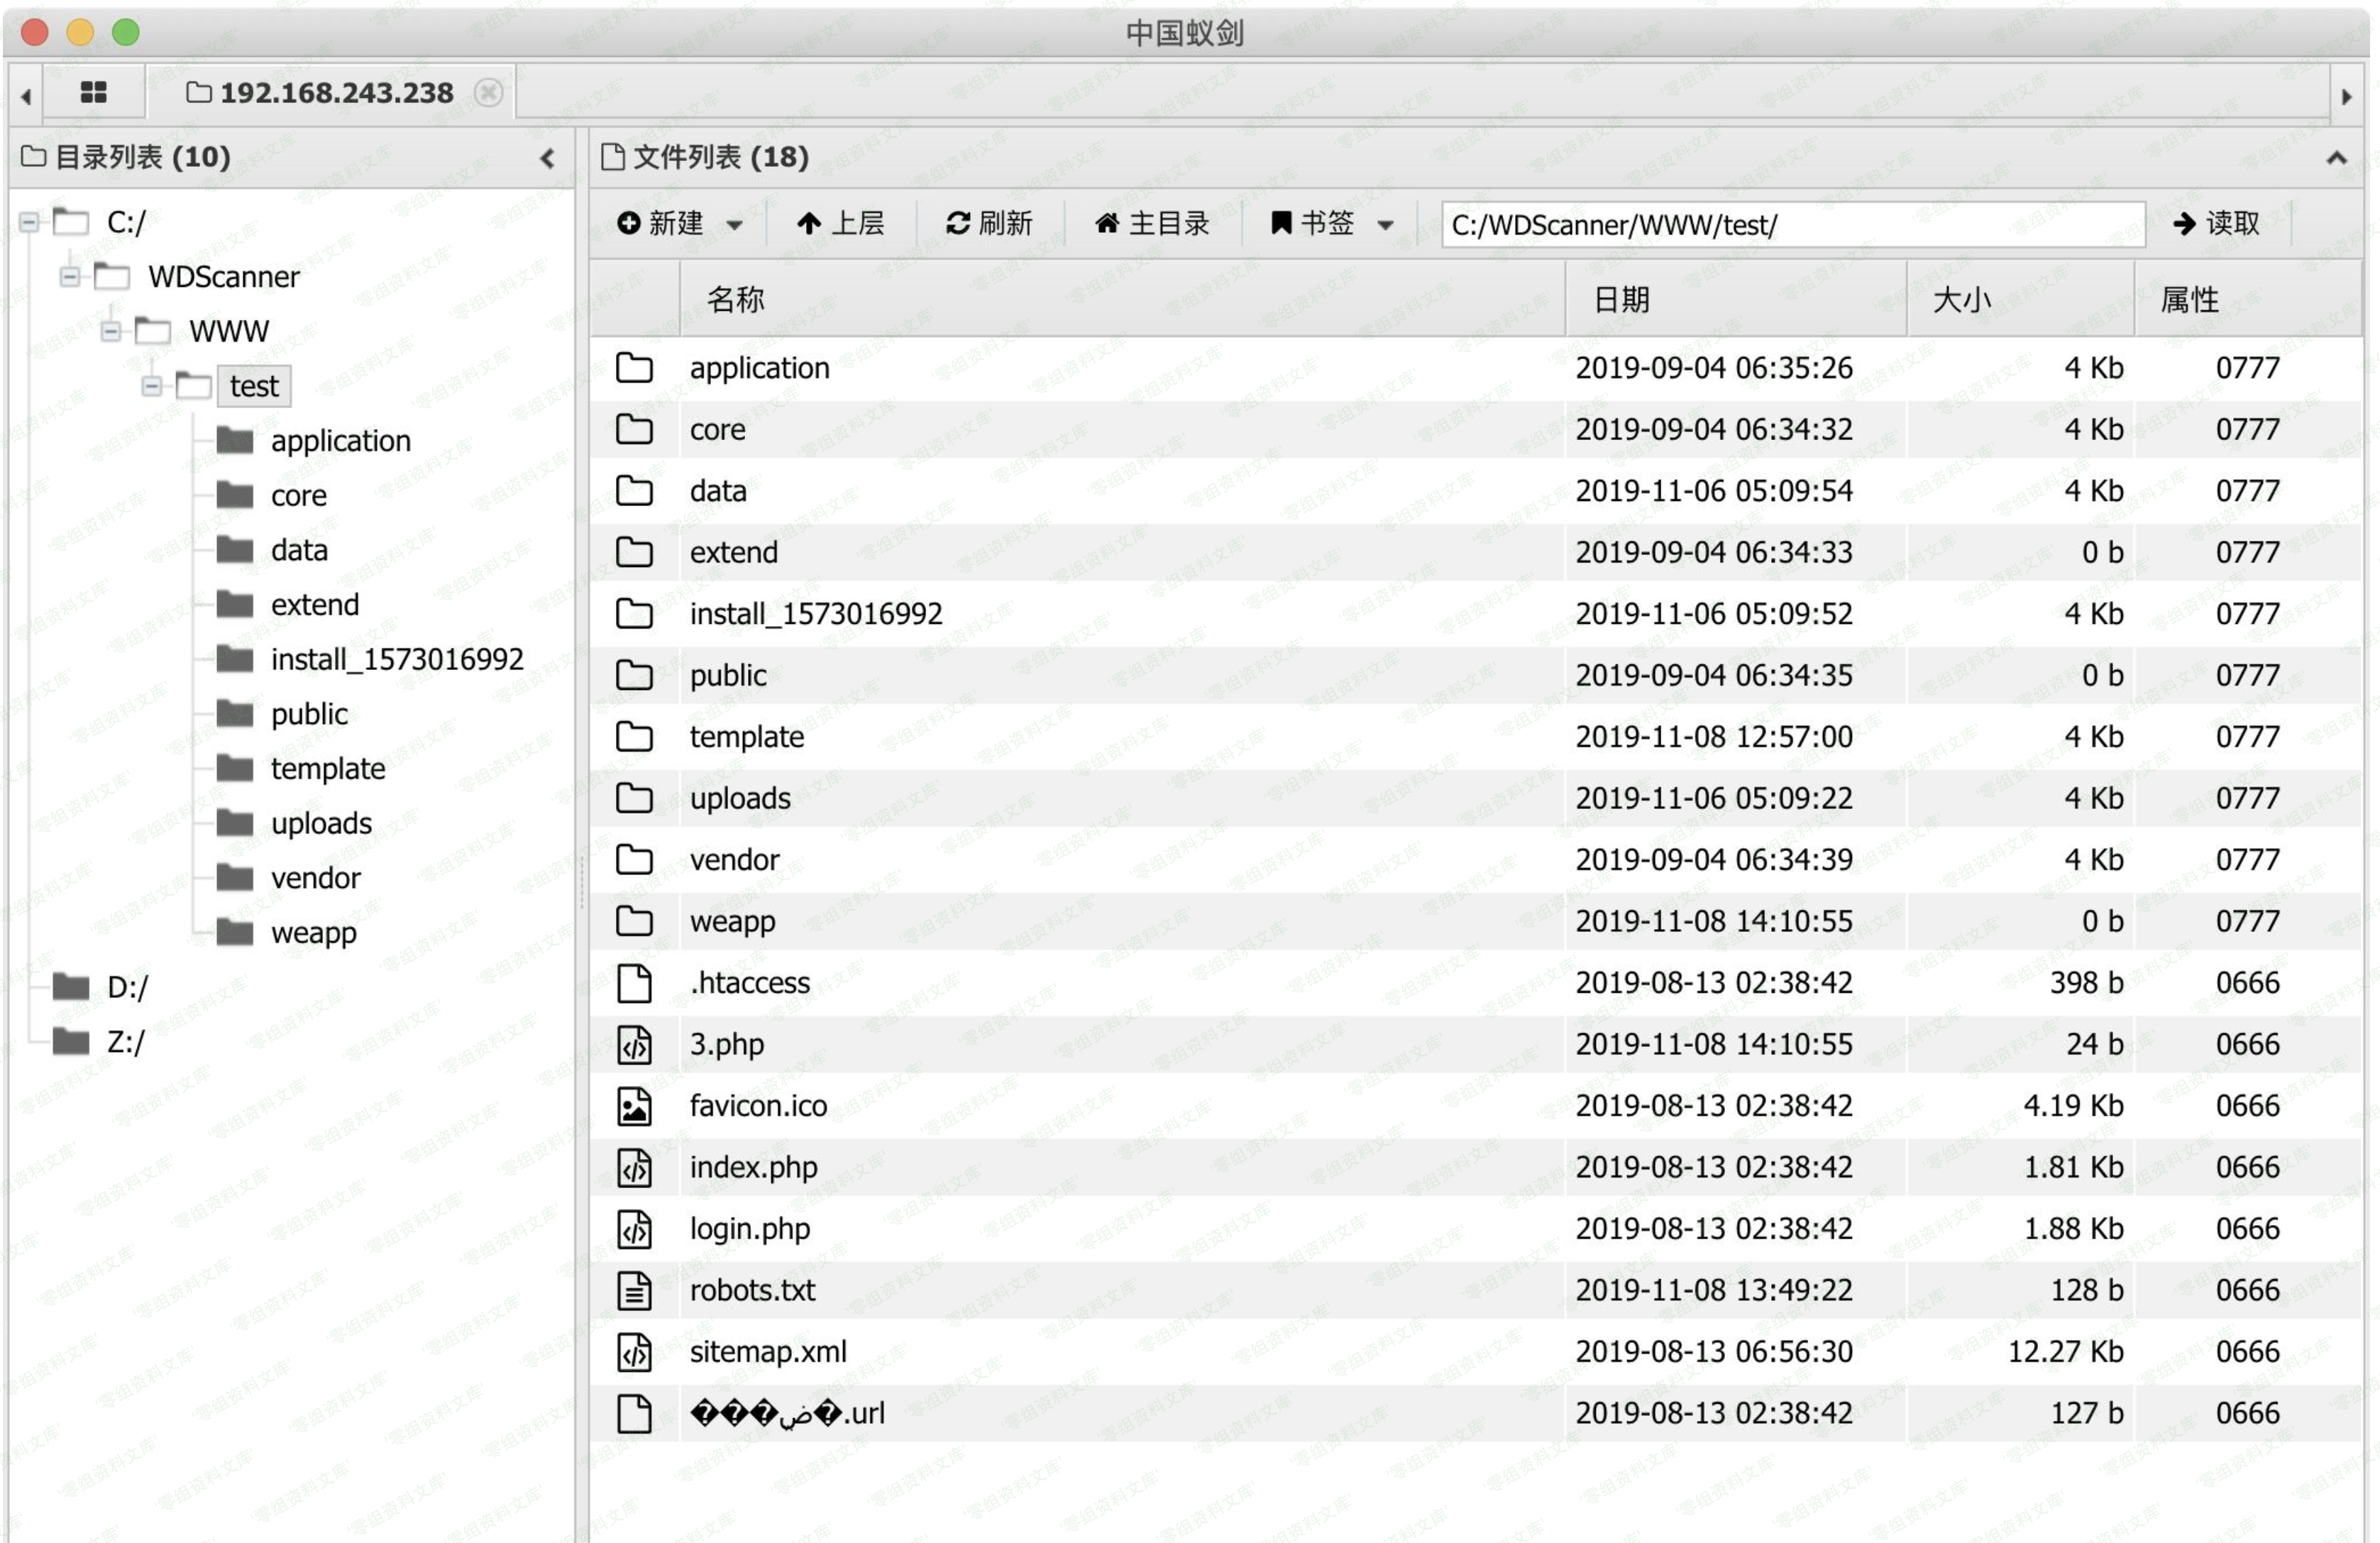 中国蚁剑
192.168.243.238
目录列表 (10)
C:/
WDScanner
WWW
test
application
core
data
extend
install_1573016992
public
template
uploads
vendor
weapp
D:/
Z:/
文件列表 (18)
新建 上层 刷新 主目录 书签 C:/WDScanner/WWW/test/ 读取
名称 日期 大小 属性
application 2019-09-04 06:35:26 4 Kb 0777
core 2019-09-04 06:34:32 4 Kb 0777
data 2019-11-06 05:09:54 4 Kb 0777
extend 2019-09-04 06:34:33 0 b 0777
install_1573016992 2019-11-06 05:09:52 4 Kb 0777
public 2019-09-04 06:34:35 0 b 0777
template 2019-11-08 12:57:00 4 Kb 0777
uploads 2019-11-06 05:09:22 4 Kb 0777
vendor 2019-09-04 06:34:39 4 Kb 0777
weapp 2019-11-08 14:10:55 0 b 0777
.htaccess 2019-08-13 02:38:42 398 b 0666
3.php 2019-11-08 14:10:55 24 b 0666
favicon.ico 2019-08-13 02:38:42 4.19 Kb 0666
index.php 2019-08-13 02:38:42 1.81 Kb 0666
login.php 2019-08-13 02:38:42 1.88 Kb 0666
robots.txt 2019-11-08 13:49:22 128 b 0666
sitemap.xml 2019-08-13 06:56:30 12.27 Kb 0666
.url 2019-08-13 02:38:42 127 b 0666
零组资料文库